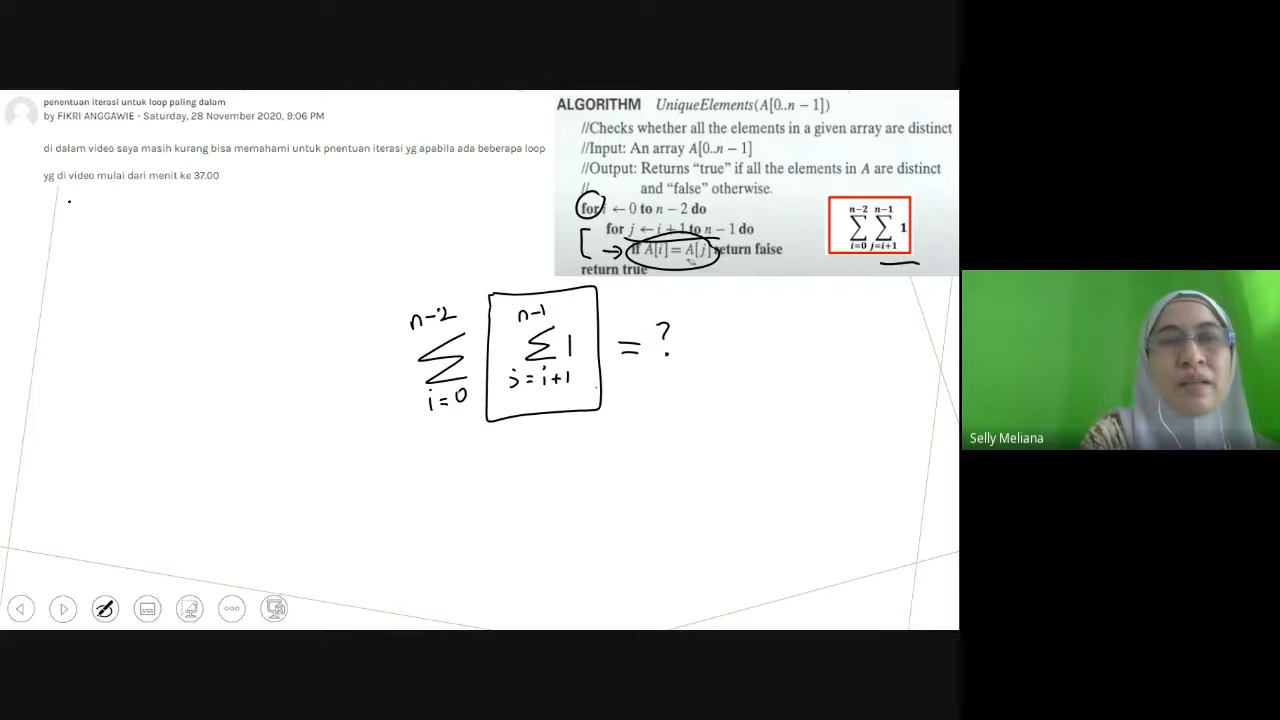 penentuan iterasi untuk loop paling dalam
by FIKRI ANGGAWIE - Saturday, 28 November 2020, 9:06 PM
di dalam video saya masih kurang bisa memahami untuk pnentuan iterasi yg apabila ada beberapa loop
yg di video mulai dari menit ke 37.00
ALGORITHM UniqueElements(A[0..n − 1])
//Checks whether all the elements in a given array are distinct
//Input: An array A[0..n − 1]
//Output: Returns “true” if all the elements in A are distinct
// and “false” otherwise.
for i ← 0 to n − 2 do
for j ← i + 1 to n − 1 do
if A[i] = A[j] return false
return true
n−2 n−1
∑ ∑ 1
i=0 j=i+1
n-2 n-1
∑ ∑ 1 = ?
i=0 j=i+1
Selly Meliana